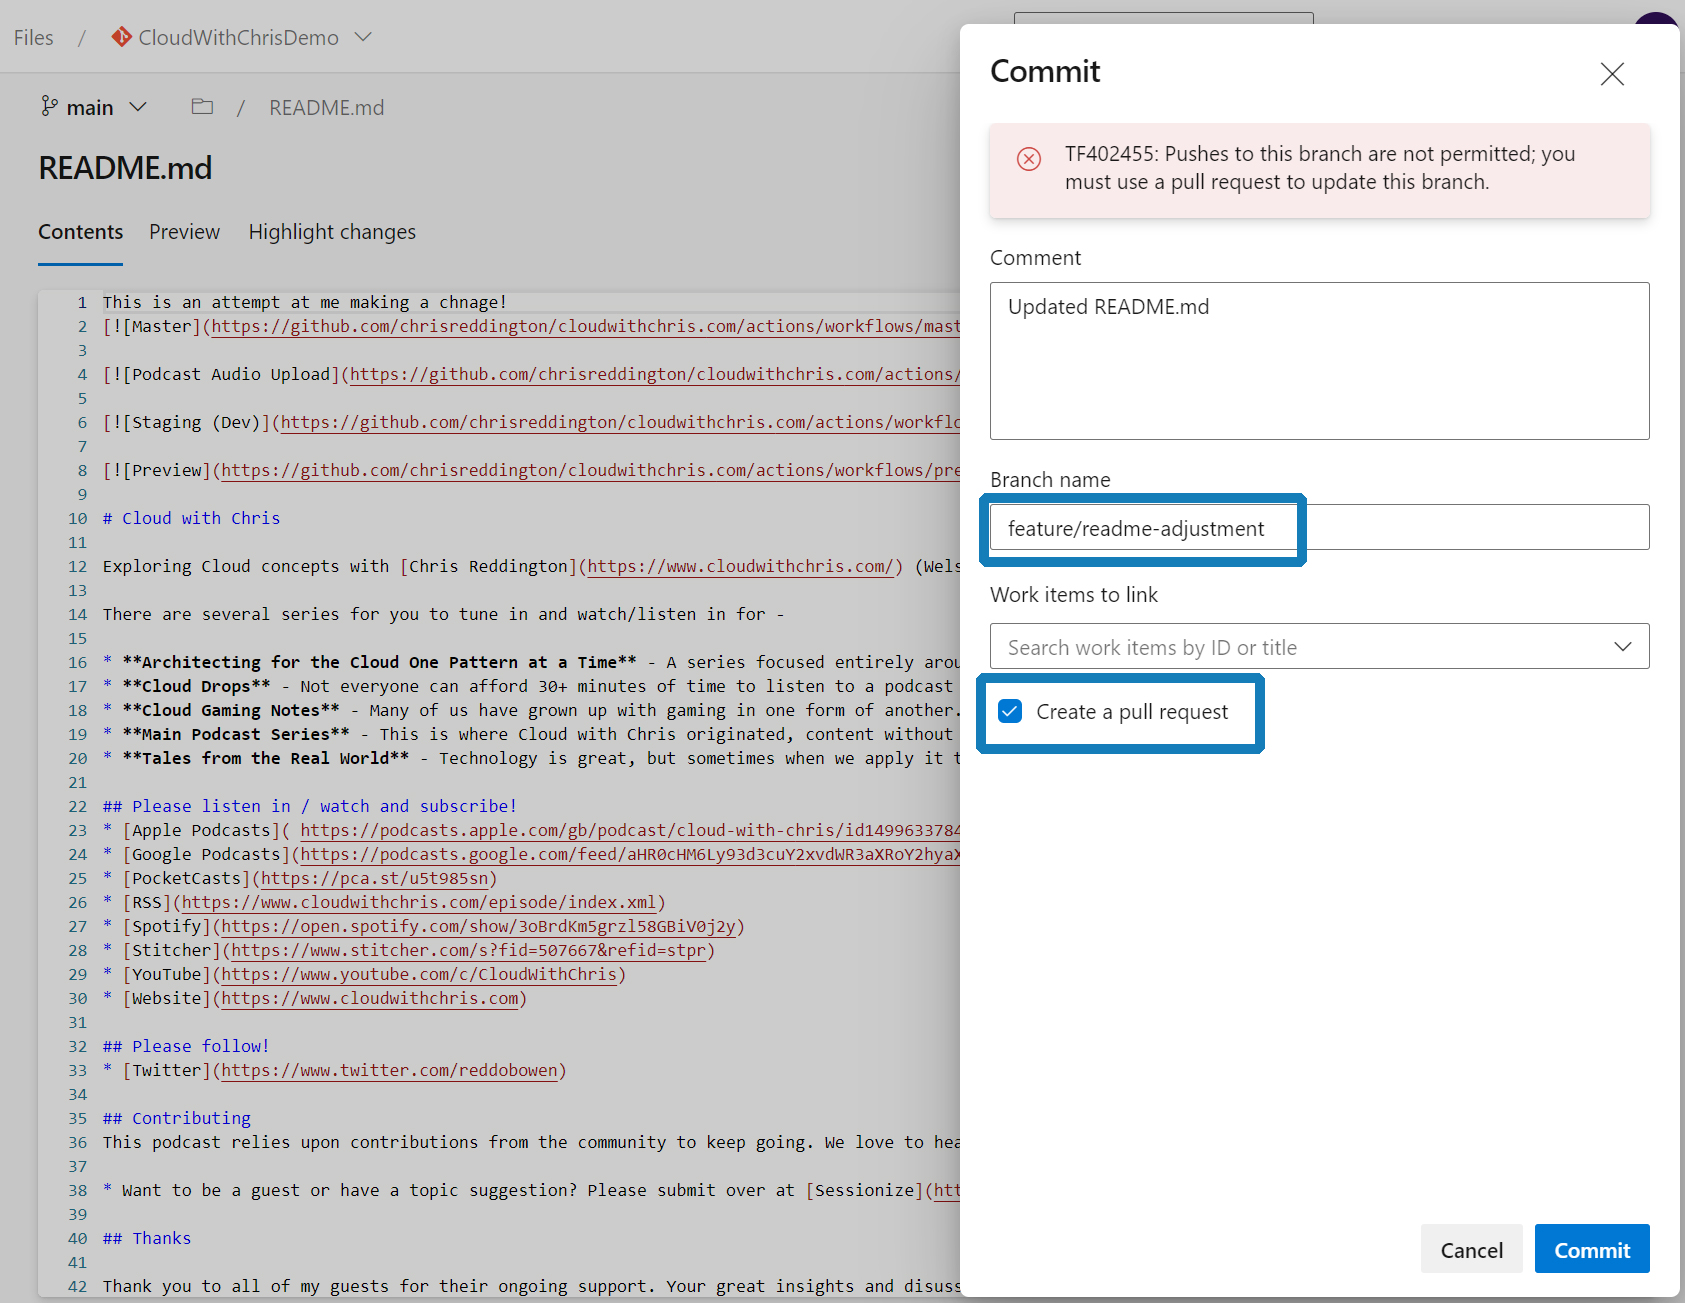 Files / CloudWithChrisDemo
main / README.md
README.md
Contents Preview Highlight changes
1 This is an attempt at me making a chnage!
2 [![Master](https://github.com/chrisreddington/cloudwithchris.com/actions/workflows/mast
3
4 [![Podcast Audio Upload](https://github.com/chrisreddington/cloudwithchris.com/actions/
5
6 [![Staging (Dev)](https://github.com/chrisreddington/cloudwithchris.com/actions/workflo
7
8 [![Preview](https://github.com/chrisreddington/cloudwithchris.com/actions/workflows/pre
9
10 # Cloud with Chris
11
12 Exploring Cloud concepts with [Chris Reddington](https://www.cloudwithchris.com/) (Wels
13
14 There are several series for you to tune in and watch/listen in for -
15
16 * **Architecting for the Cloud One Pattern at a Time** - A series focused entirely arou
17 * **Cloud Drops** - Not everyone can afford 30+ minutes of time to listen to a podcast
18 * **Cloud Gaming Notes** - Many of us have grown up with gaming in one form of another.
19 * **Main Podcast Series** - This is where Cloud with Chris originated, content without
20 * **Tales from the Real World** - Technology is great, but sometimes when we apply it t
21
22 ## Please listen in / watch and subscribe!
23 * [Apple Podcasts]( https://podcasts.apple.com/gb/podcast/cloud-with-chris/id1499633784
24 * [Google Podcasts](https://podcasts.google.com/feed/aHR0cHM6Ly93d3cuY2xvdWR3aXRoY2hyaX
25 * [PocketCasts](https://pca.st/u5t985sn)
26 * [RSS](https://www.cloudwithchris.com/episode/index.xml)
27 * [Spotify](https://open.spotify.com/show/3oBrdKm5grzl58GBiV0j2y)
28 * [Stitcher](https://www.stitcher.com/s?fid=507667&refid=stpr)
29 * [YouTube](https://www.youtube.com/c/CloudWithChris)
30 * [Website](https://www.cloudwithchris.com)
31
32 ## Please follow!
33 * [Twitter](https://www.twitter.com/reddobowen)
34
35 ## Contributing
36 This podcast relies upon contributions from the community to keep going. We love to hea
37
38 * Want to be a guest or have a topic suggestion? Please submit over at [Sessionize](htt
39
40 ## Thanks
41
42 Thank you to all of my guests for their ongoing support. Your great insights and disuss
Commit
TF402455: Pushes to this branch are not permitted; you
must use a pull request to update this branch.
Comment
Updated README.md
Branch name
feature/readme-adjustment
Work items to link
Search work items by ID or title
Create a pull request
Cancel Commit